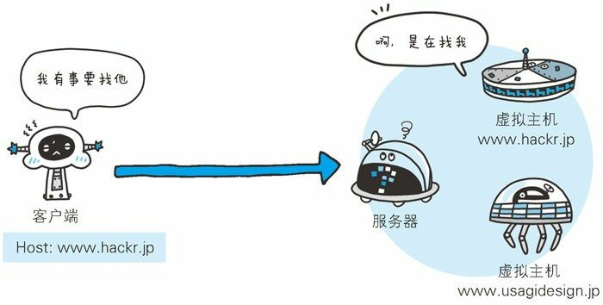 我有事要找他
啊，是在找我
客户端
Host: www.hackr.jp
服务器
虚拟主机
www.hackr.jp
虚拟主机
www.usagidesign.jp